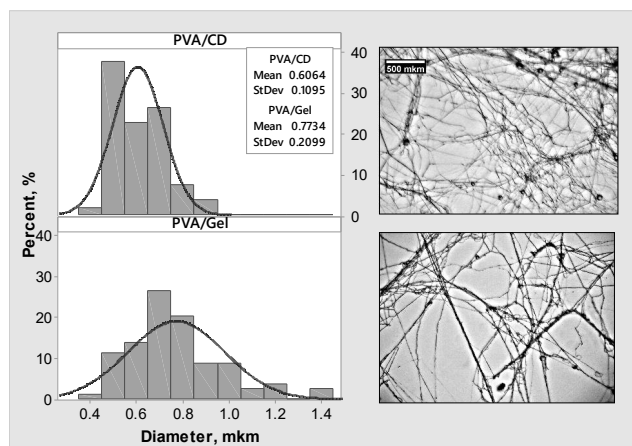 PVA/CD
PVA/CD
Mean 0.6064
StDev 0.1095
PVA/Gel
Mean 0.7734
StDev 0.2099
40
30
20
10
0
500 mkm
PVA/Gel
Percent, %
40
30
20
10
0
0.4 0.6 0.8 1.0 1.2 1.4
Diameter, mkm